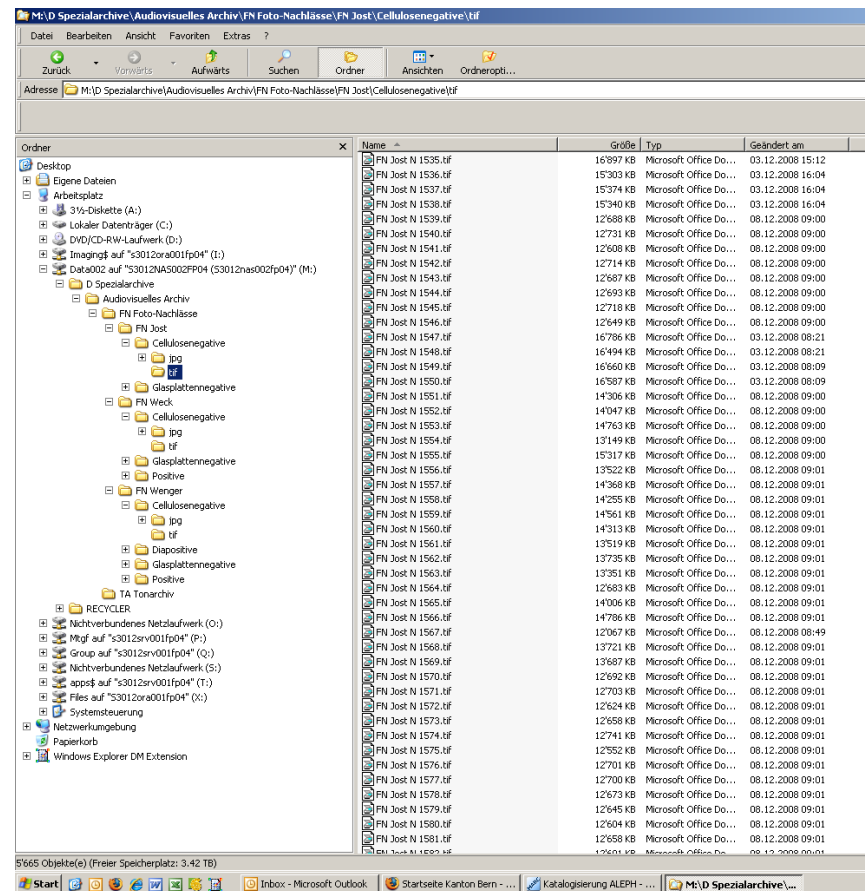 M:\D Spezialarchive\Audiovisuelles Archiv\FN Foto-Nachlässe\FN Jost\Cellulosenegative\tif
Datei Bearbeiten Ansicht Favoriten Extras ?
Zurück Vorwärts Aufwärts Suchen Ordner Ansichten Ordneropti...
Adresse M:\D Spezialarchive\Audiovisuelles Archiv\FN Foto-Nachlässe\FN Jost\Cellulosenegative\tif
Ordner
Desktop
Eigene Dateien
Arbeitsplatz
3½-Diskette (A:)
Lokaler Datenträger (C:)
DVD/CD-RW-Laufwerk (D:)
Imaging$ auf "s3012ora001fp04" (I:)
Data002 auf "S3012NAS002FP04 (S3012nas002fp04)" (M:)
D Spezialarchive
Audiovisuelles Archiv
FN Foto-Nachlässe
FN Jost
Cellulosenegative
jpg
tif
Glasplattennegative
FN Weck
Cellulosenegative
jpg
tif
Glasplattennegative
Positive
FN Wenger
Cellulosenegative
jpg
tif
Diapositive
Glasplattennegative
Positive
TA Tonarchiv
RECYCLER
Nichtverbundenes Netzlaufwerk (O:)
Mtgf auf "s3012srv001fp04" (P:)
Group auf "s3012srv001fp04" (Q:)
Nichtverbundenes Netzlaufwerk (S:)
apps$ auf "s3012srv001fp04" (T:)
Files auf "S3012ora001fp04" (X:)
Systemsteuerung
Netzwerkumgebung
Papierkorb
Windows Explorer DM Extension
Name Größe Typ Geändert am
FN Jost N 1535.tif 16'897 KB Microsoft Office Do... 03.12.2008 15:12
FN Jost N 1536.tif 15'303 KB Microsoft Office Do... 03.12.2008 16:04
FN Jost N 1537.tif 15'374 KB Microsoft Office Do... 03.12.2008 16:04
FN Jost N 1538.tif 15'340 KB Microsoft Office Do... 03.12.2008 16:04
FN Jost N 1539.tif 12'688 KB Microsoft Office Do... 08.12.2008 09:00
FN Jost N 1540.tif 12'731 KB Microsoft Office Do... 08.12.2008 09:00
FN Jost N 1541.tif 12'608 KB Microsoft Office Do... 08.12.2008 09:00
FN Jost N 1542.tif 12'714 KB Microsoft Office Do... 08.12.2008 09:00
FN Jost N 1543.tif 12'687 KB Microsoft Office Do... 08.12.2008 09:00
FN Jost N 1544.tif 12'693 KB Microsoft Office Do... 08.12.2008 09:00
FN Jost N 1545.tif 12'718 KB Microsoft Office Do... 08.12.2008 09:00
FN Jost N 1546.tif 12'649 KB Microsoft Office Do... 08.12.2008 09:00
FN Jost N 1547.tif 16'786 KB Microsoft Office Do... 03.12.2008 08:21
FN Jost N 1548.tif 16'494 KB Microsoft Office Do... 03.12.2008 08:21
FN Jost N 1549.tif 16'660 KB Microsoft Office Do... 03.12.2008 08:09
FN Jost N 1550.tif 16'587 KB Microsoft Office Do... 03.12.2008 08:09
FN Jost N 1551.tif 14'306 KB Microsoft Office Do... 08.12.2008 09:00
FN Jost N 1552.tif 14'047 KB Microsoft Office Do... 08.12.2008 09:00
FN Jost N 1553.tif 14'763 KB Microsoft Office Do... 08.12.2008 09:00
FN Jost N 1554.tif 13'149 KB Microsoft Office Do... 08.12.2008 09:00
FN Jost N 1555.tif 15'317 KB Microsoft Office Do... 08.12.2008 09:00
FN Jost N 1556.tif 13'522 KB Microsoft Office Do... 08.12.2008 09:01
FN Jost N 1557.tif 14'368 KB Microsoft Office Do... 08.12.2008 09:01
FN Jost N 1558.tif 14'255 KB Microsoft Office Do... 08.12.2008 09:01
FN Jost N 1559.tif 14'561 KB Microsoft Office Do... 08.12.2008 09:01
FN Jost N 1560.tif 14'313 KB Microsoft Office Do... 08.12.2008 09:01
FN Jost N 1561.tif 13'519 KB Microsoft Office Do... 08.12.2008 09:01
FN Jost N 1562.tif 13'735 KB Microsoft Office Do... 08.12.2008 09:01
FN Jost N 1563.tif 13'351 KB Microsoft Office Do... 08.12.2008 09:01
FN Jost N 1564.tif 12'683 KB Microsoft Office Do... 08.12.2008 09:01
FN Jost N 1565.tif 14'006 KB Microsoft Office Do... 08.12.2008 09:01
FN Jost N 1566.tif 14'786 KB Microsoft Office Do... 08.12.2008 09:01
FN Jost N 1567.tif 12'067 KB Microsoft Office Do... 08.12.2008 08:49
FN Jost N 1568.tif 13'721 KB Microsoft Office Do... 08.12.2008 09:01
FN Jost N 1569.tif 13'687 KB Microsoft Office Do... 08.12.2008 09:01
FN Jost N 1570.tif 12'692 KB Microsoft Office Do... 08.12.2008 09:01
FN Jost N 1571.tif 12'703 KB Microsoft Office Do... 08.12.2008 09:01
FN Jost N 1572.tif 12'624 KB Microsoft Office Do... 08.12.2008 09:01
FN Jost N 1573.tif 12'658 KB Microsoft Office Do... 08.12.2008 09:01
FN Jost N 1574.tif 12'741 KB Microsoft Office Do... 08.12.2008 09:01
FN Jost N 1575.tif 12'552 KB Microsoft Office Do... 08.12.2008 09:01
FN Jost N 1576.tif 12'701 KB Microsoft Office Do... 08.12.2008 09:01
FN Jost N 1577.tif 12'700 KB Microsoft Office Do... 08.12.2008 09:01
FN Jost N 1578.tif 12'673 KB Microsoft Office Do... 08.12.2008 09:01
FN Jost N 1579.tif 12'645 KB Microsoft Office Do... 08.12.2008 09:01
FN Jost N 1580.tif 12'604 KB Microsoft Office Do... 08.12.2008 09:01
FN Jost N 1581.tif 12'658 KB Microsoft Office Do... 08.12.2008 09:01
5'665 Objekte(e) (Freier Speicherplatz: 3.42 TB)
Start Inbox - Microsoft Outlook Startseite Kanton Bern - ... Katalogisierung ALEPH - ... M:\D Spezialarchive\...